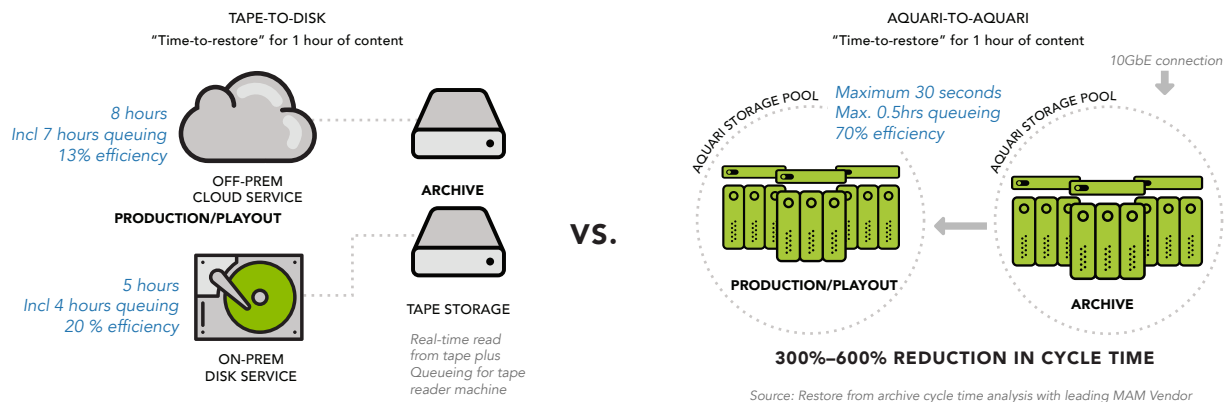 TAPE-TO-DISK
"Time-to-restore" for 1 hour of content
8 hours
Incl 7 hours queuing
13% efficiency
OFF-PREM
CLOUD SERVICE
PRODUCTION/PLAYOUT
ARCHIVE
5 hours
Incl 4 hours queuing
20 % efficiency
ON-PREM
DISK SERVICE
TAPE STORAGE
Real-time read
from tape plus
Queueing for tape
reader machine
VS.
AQUARI-TO-AQUARI
"Time-to-restore" for 1 hour of content
10GbE connection
Maximum 30 seconds
Max. 0.5hrs queueing
70% efficiency
AQUARI STORAGE POOL
PRODUCTION/PLAYOUT
AQUARI STORAGE POOL
ARCHIVE
300%–600% REDUCTION IN CYCLE TIME
Source: Restore from archive cycle time analysis with leading MAM Vendor